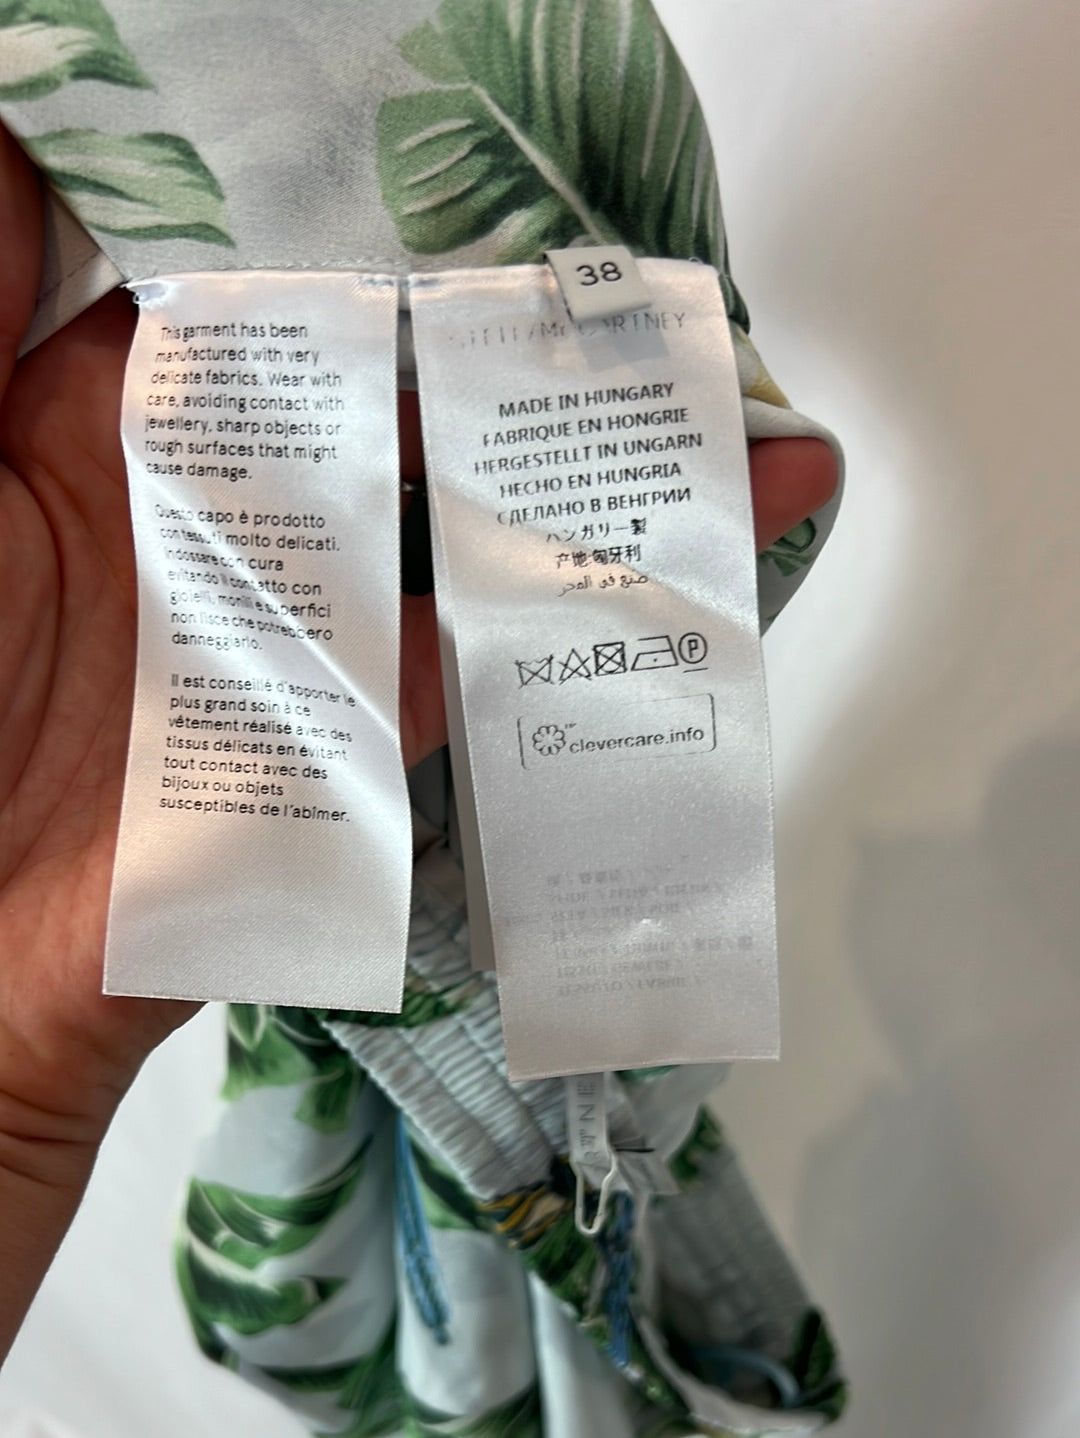 This garment has been
manufactured with very
delicate fabrics. Wear with
care, avoiding contact with
jewellery, sharp objects or
rough surfaces that might
cause damage.
Questo capo è prodotto
con tessuti molto delicati.
Indossare con cura
evitando il contatto con
gioielli, monili e superfici
non lisce che potrebbero
danneggiarlo.
Il est conseillé d'apporter le
plus grand soin à ce
vêtement réalisé avec des
tissus délicats en évitant
tout contact avec des
bijoux ou objets
susceptibles de l'abîmer.
38
STELLA McCARTNEY
MADE IN HUNGARY
FABRIQUE EN HONGRIE
HERGESTELLT IN UNGARN
HECHO EN HUNGRIA
СДЕЛАНО В ВЕНГРИИ
ハンガリー製
产地:匈牙利
صنع في المجر
P
clevercare.info